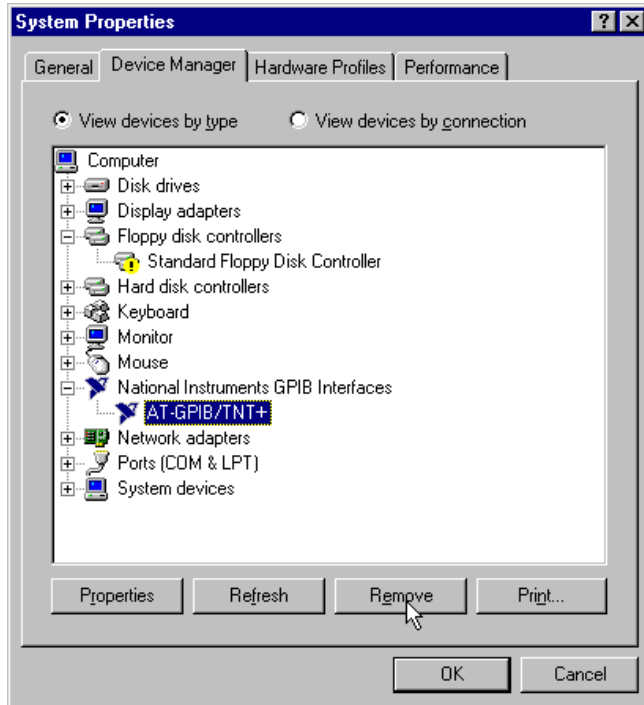 System Properties
General Device Manager Hardware Profiles Performance
View devices by type View devices by connection
Computer
Disk drives
Display adapters
Floppy disk controllers
Standard Floppy Disk Controller
Hard disk controllers
Keyboard
Monitor
Mouse
National Instruments GPIB Interfaces
AT-GPIB/TNT+
Network adapters
Ports (COM & LPT)
System devices
Properties Refresh Remove Print...
OK Cancel